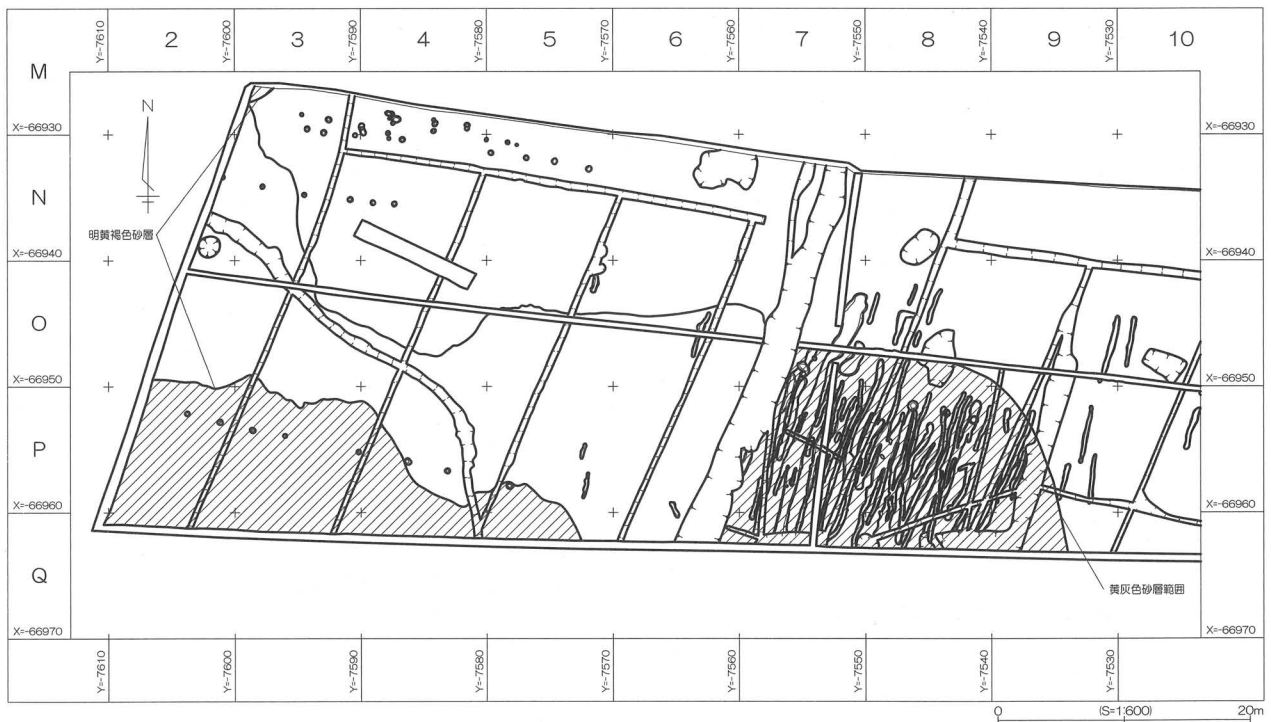 Y=-7610 2 Y=-7600 3 Y=-7590 4 Y=-7580 5 Y=-7570 6 Y=-7560 7 Y=-7550 8 Y=-7540 9 Y=-7530 10
M
X=-66930 X=-66930
N
N
明黄褐色砂層
X=-66940 X=-66940
O
X=-66950 X=-66950
P
X=-66960 X=-66960
Q
黄灰色砂層範囲
X=-66970 X=-66970
Y=-7610 Y=-7600 Y=-7590 Y=-7580 Y=-7570 Y=-7560 Y=-7550 Y=-7540 Y=-7530
0 (S=1:600) 20m